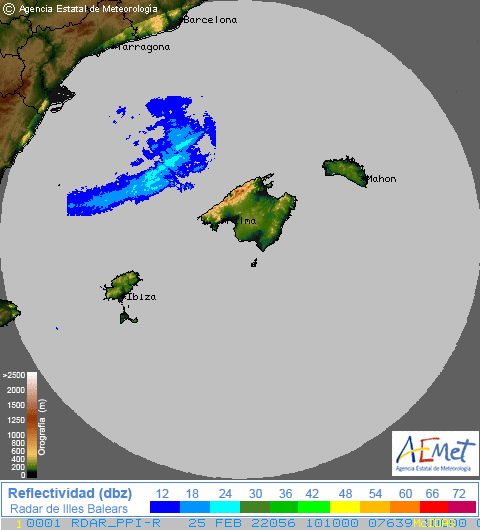 © Agencia Estatal de Meteorología
Barcelona
Tarragona
Mahon
lma
Ibiza
>2500
2000
1500
1000
800
600
400
200
0
Orografía (m)
AEmet
Agencia Estatal de Meteorología
Reflectividad (dbz)
Radar de Illes Balears
12 18 24 30 36 42 48 54 60 66 72
1 0001 RDAR_PPI-R 25 FEB 22056 101000 07639